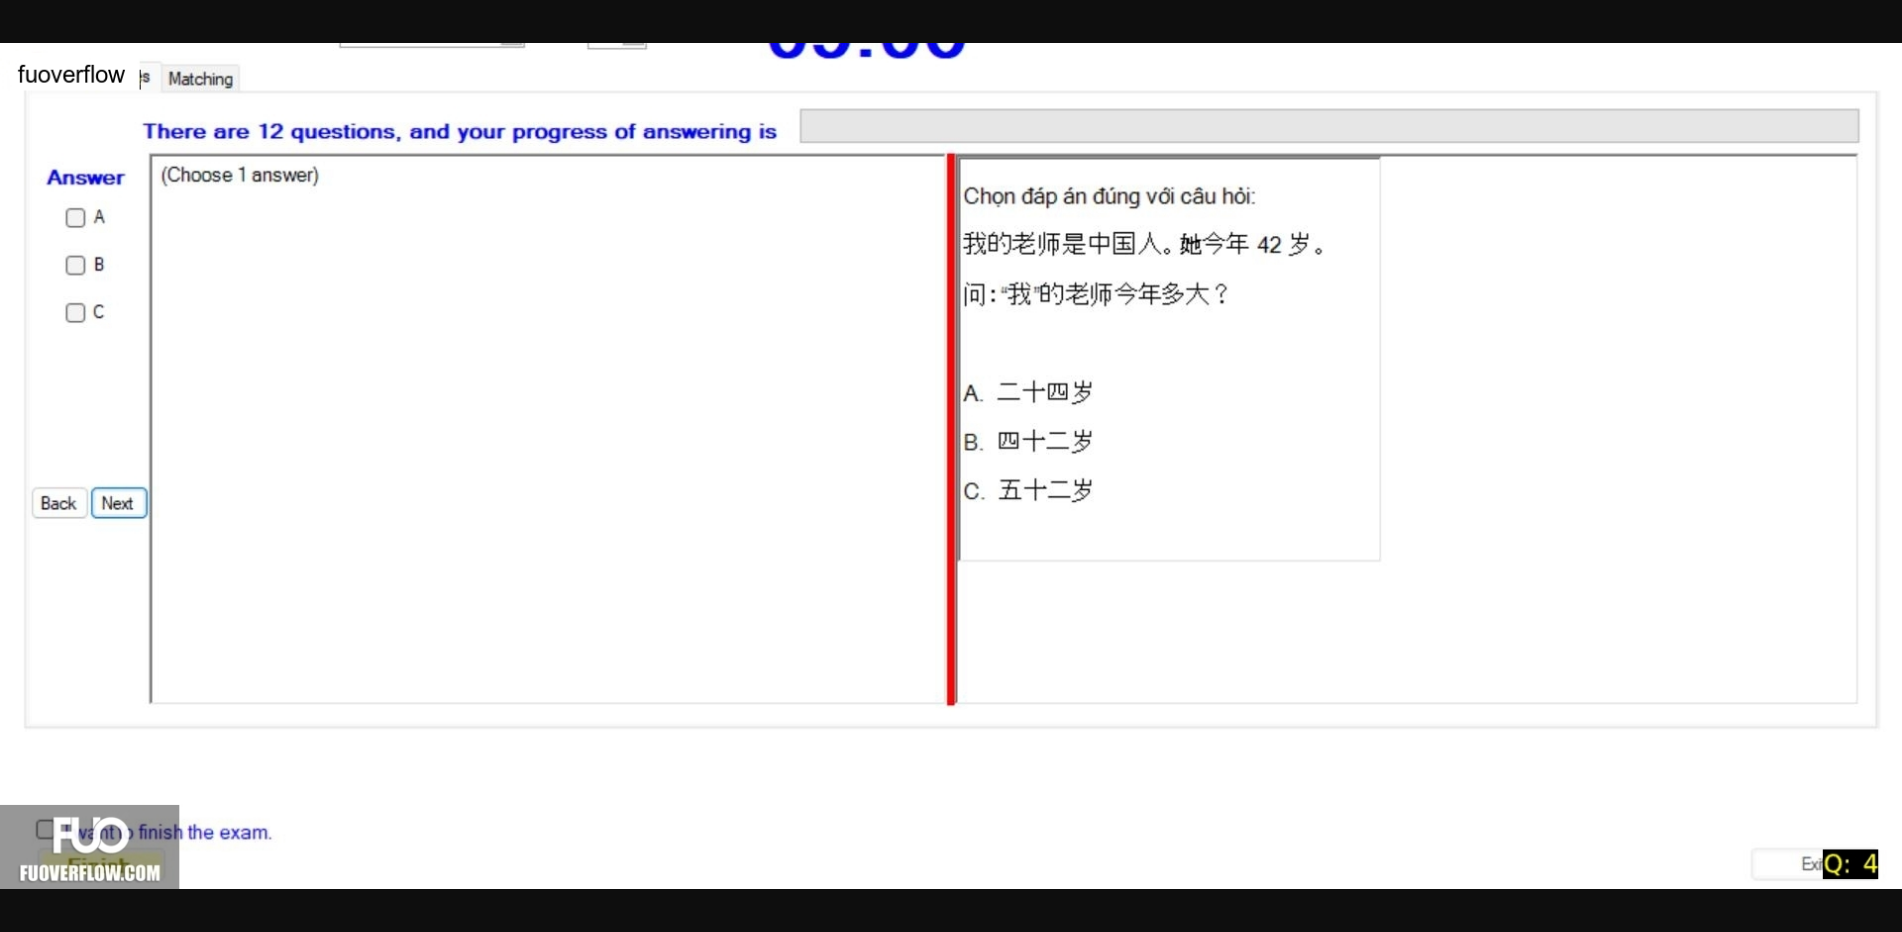 fuoverflow
Matching
There are 12 questions, and your progress of answering is
Answer
(Choose 1 answer)
A
B
C
Back
Next
Chọn đáp án đúng với câu hỏi:
我的老师是中国人。她今年 42 岁。
问:“我”的老师今年多大?
A. 二十四岁
B. 四十二岁
C. 五十二岁
want to finish the exam.
FUO
FUOVERFLOW.COM
Q: 4